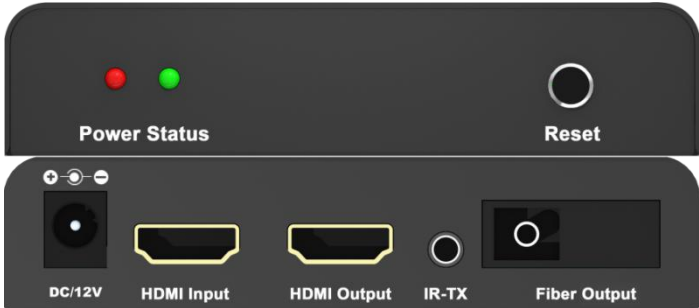 Power Status
Reset
DC/12V
HDMI Input
HDMI Output
IR-TX
Fiber Output